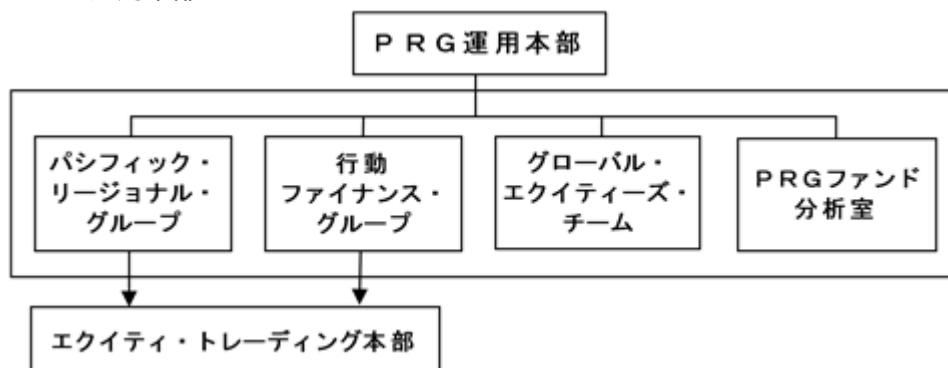 PRG運用本部
パシフィック・
リージョナル・
グループ
行動
ファイナンス・
グループ
グローバル・
エクイティーズ・
チーム
PRGファンド
分析室
エクイティ・トレーディング本部